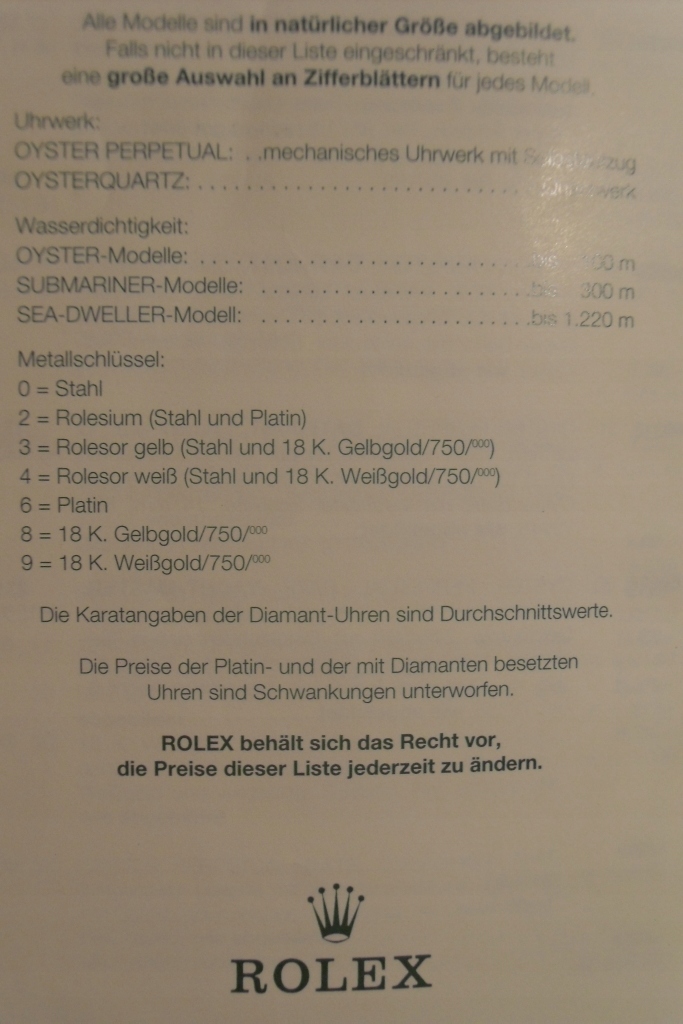 Alle Modelle sind in natürlicher Größe abgebildet.
Falls nicht in dieser Liste eingeschränkt, besteht
eine große Auswahl an Zifferblättern für jedes Modell.
Uhrwerk:
OYSTER PERPETUAL: . .mechanisches Uhrwerk mit
OYSTERQUARTZ: . . . . . . . . . . . . . . . . . . . . . . . . . . . .
Wasserdichtigkeit:
OYSTER-Modelle: . . . . . . . . . . . . . . . . . . . . . . . . . . .bis m
SUBMARINER-Modelle: . . . . . . . . . . . . . . . . . . . . . .bis 300 m
SEA-DWELLER-Modell: . . . . . . . . . . . . . . . . . . . . . .bis 1.220 m
Metallschlüssel:
0 = Stahl
2 = Rolesium (Stahl und Platin)
3 = Rolesor gelb (Stahl und 18 K. Gelbgold/750/000)
4 = Rolesor weiß (Stahl und 18 K. Weißgold/750/000)
6 = Platin
8 = 18 K. Gelbgold/750/000
9 = 18 K. Weißgold/750/000
Die Karatangaben der Diamant-Uhren sind Durchschnittswerte.
Die Preise der Platin- und der mit Diamanten besetzten
Uhren sind Schwankungen unterworfen.
ROLEX behält sich das Recht vor,
die Preise dieser Liste jederzeit zu ändern.
ROLEX